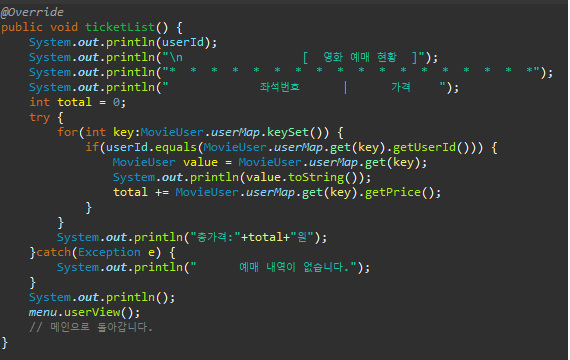 @Override
public void ticketList() {
    System.out.println(userId);
    System.out.println("\n                    [  영화 예매 현황  ]");
    System.out.println("*  *  *  *  *  *  *  *  *  *  *  *  *  *  *  *  *  *");
    System.out.println("             좌석번호      |      가격    ");
    int total = 0;
    try {
        for(int key:MovieUser.userMap.keySet()) {
            if(userId.equals(MovieUser.userMap.get(key).getUserId())) {
                MovieUser value = MovieUser.userMap.get(key);
                System.out.println(value.toString());
                total += MovieUser.userMap.get(key).getPrice();
            }
        }
        System.out.println("총가격:"+total+"원");
    }catch(Exception e) {
        System.out.println("      예매 내역이 없습니다.");
    }
    System.out.println();
    menu.userView();
    // 메인으로 돌아갑니다.
}